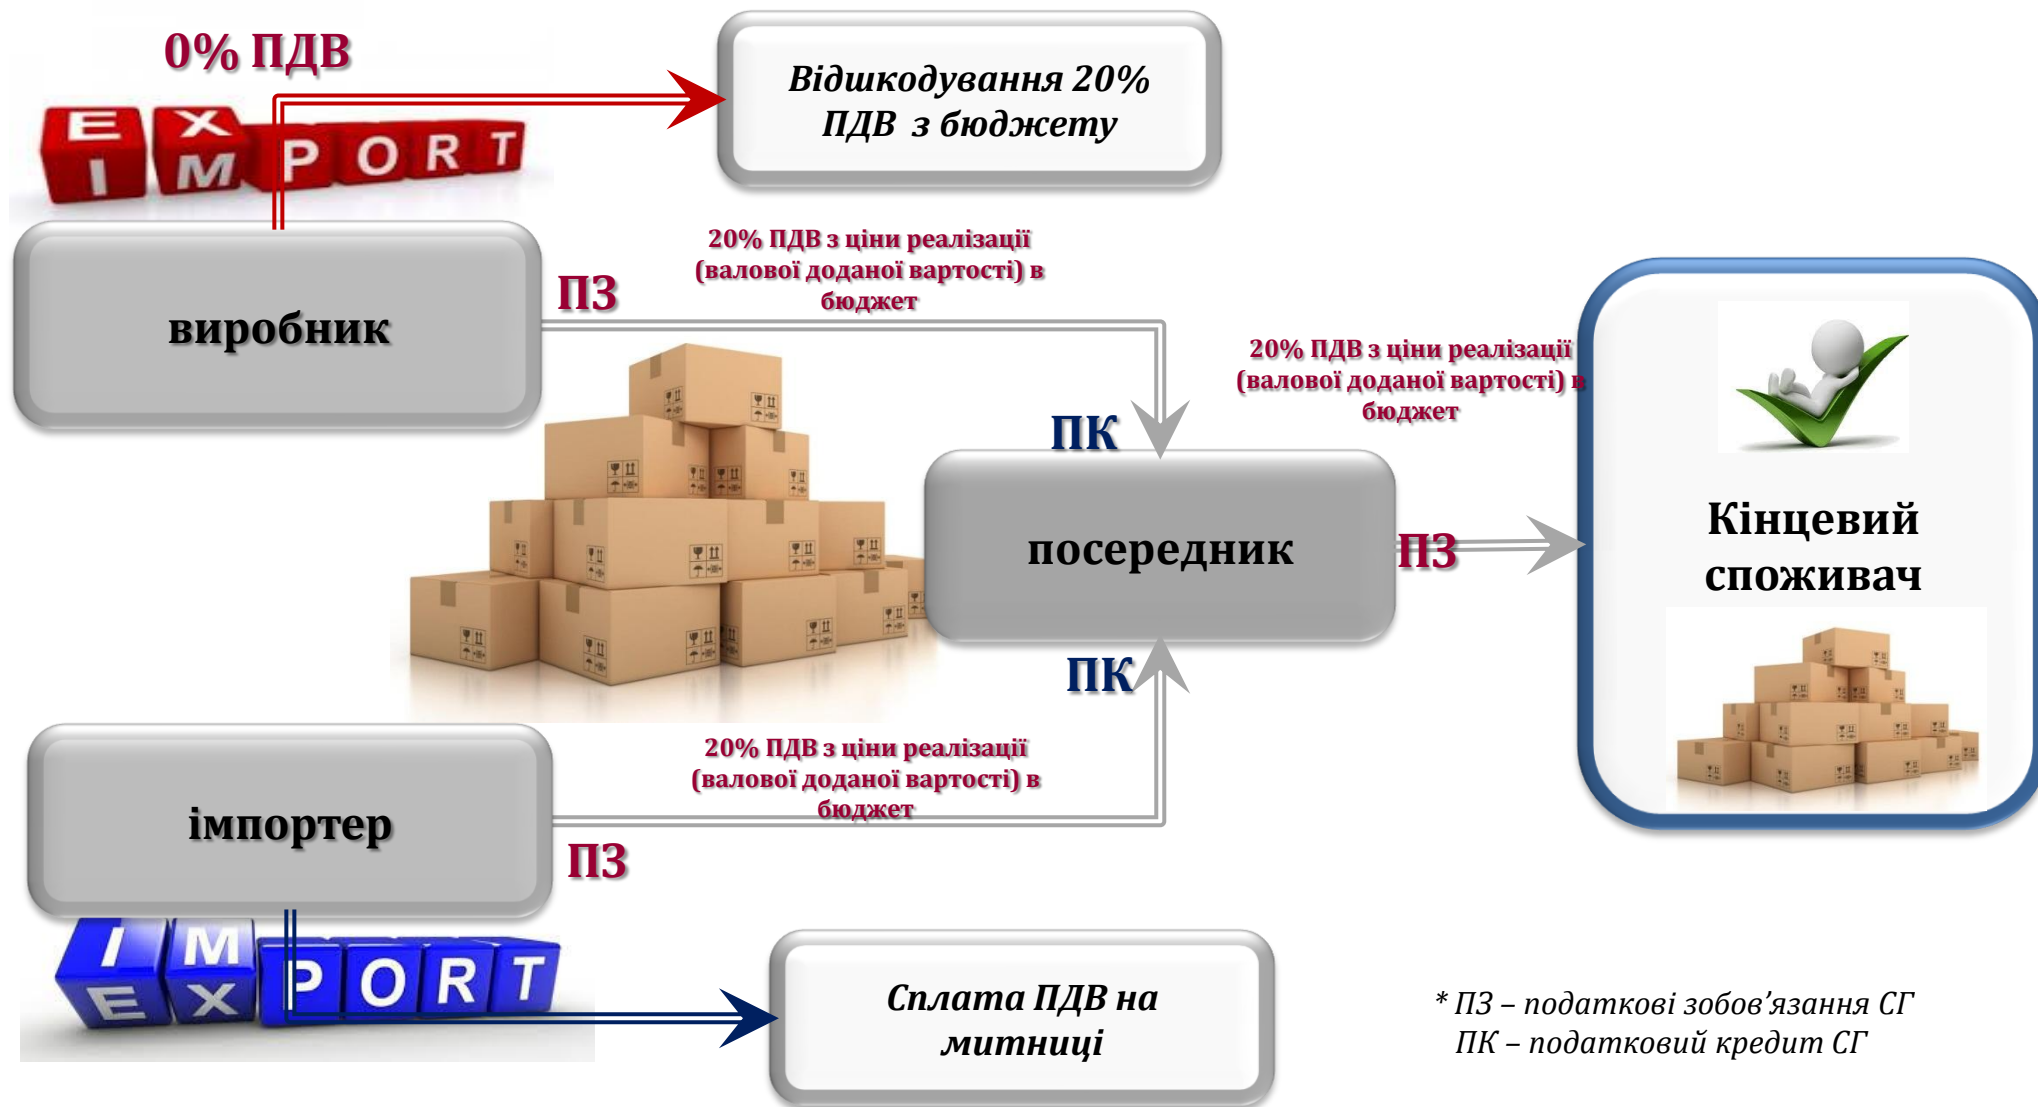 0% ПДВ
EX
IMPORT
Відшкодування 20%
ПДВ з бюджету
виробник
ПЗ
20% ПДВ з ціни реалізації
(валової доданої вартості) в
бюджет
ПК
20% ПДВ з ціни реалізації
(валової доданої вартості) в
бюджет
посередник
ПЗ
Кінцевий
споживач
ПК
20% ПДВ з ціни реалізації
(валової доданої вартості) в
бюджет
імпортер
ПЗ
IM
EXPORT
Сплата ПДВ на
митниці
* ПЗ – податкові зобов’язання СГ
ПК – податковий кредит СГ